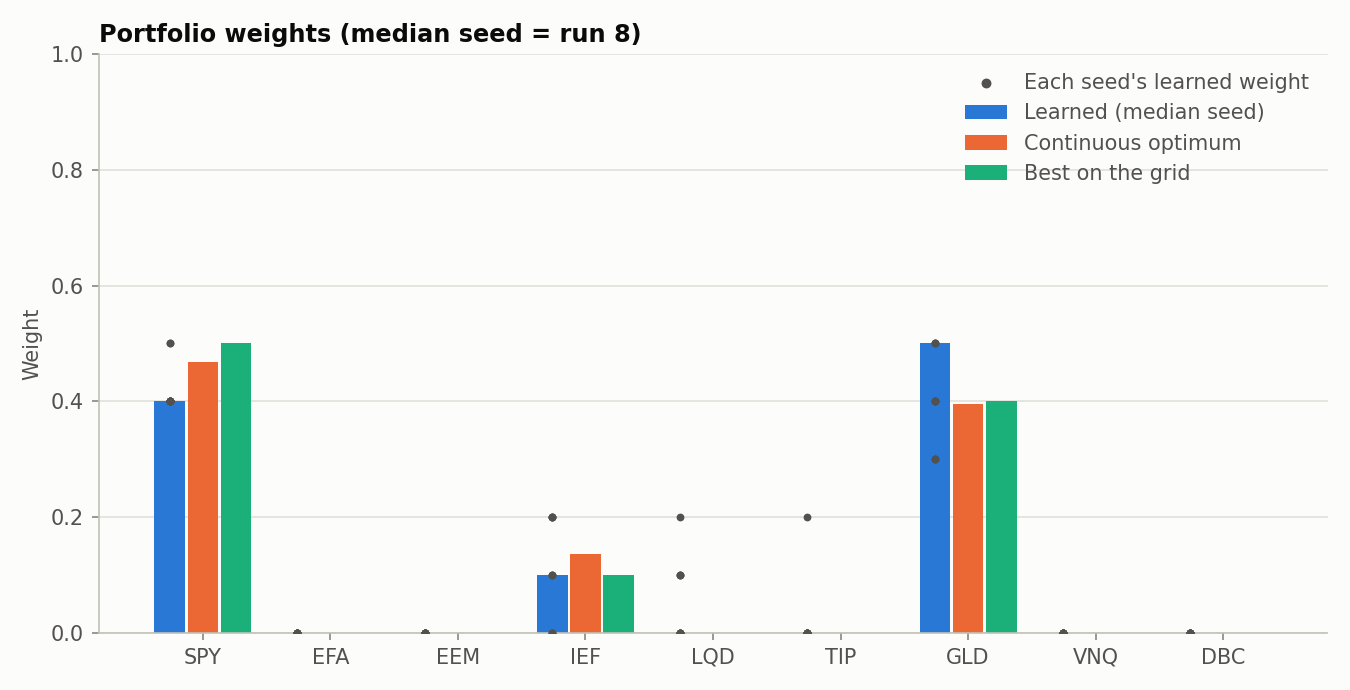 Portfolio weights (median seed = run 8)
1.0
0.8
0.6
0.4
0.2
0.0
Weight
Each seed's learned weight
Learned (median seed)
Continuous optimum
Best on the grid
SPY
EFA
EEM
IEF
LQD
TIP
GLD
VNQ
DBC